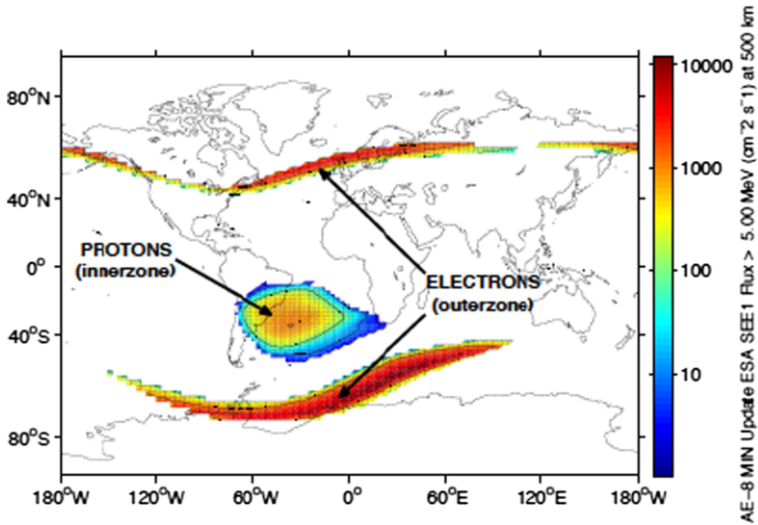 80°N
40°N
0°
40°S
80°S
180°W
120°W
60°W
0°
60°E
120°E
180°W
PROTONS
(innerzone)
ELECTRONS
(outerzone)
10000
1000
100
10
AE-8 MIN Update ESA SEE1 Flux > 5.00 MeV (cm^2 s^-1) at 500 km